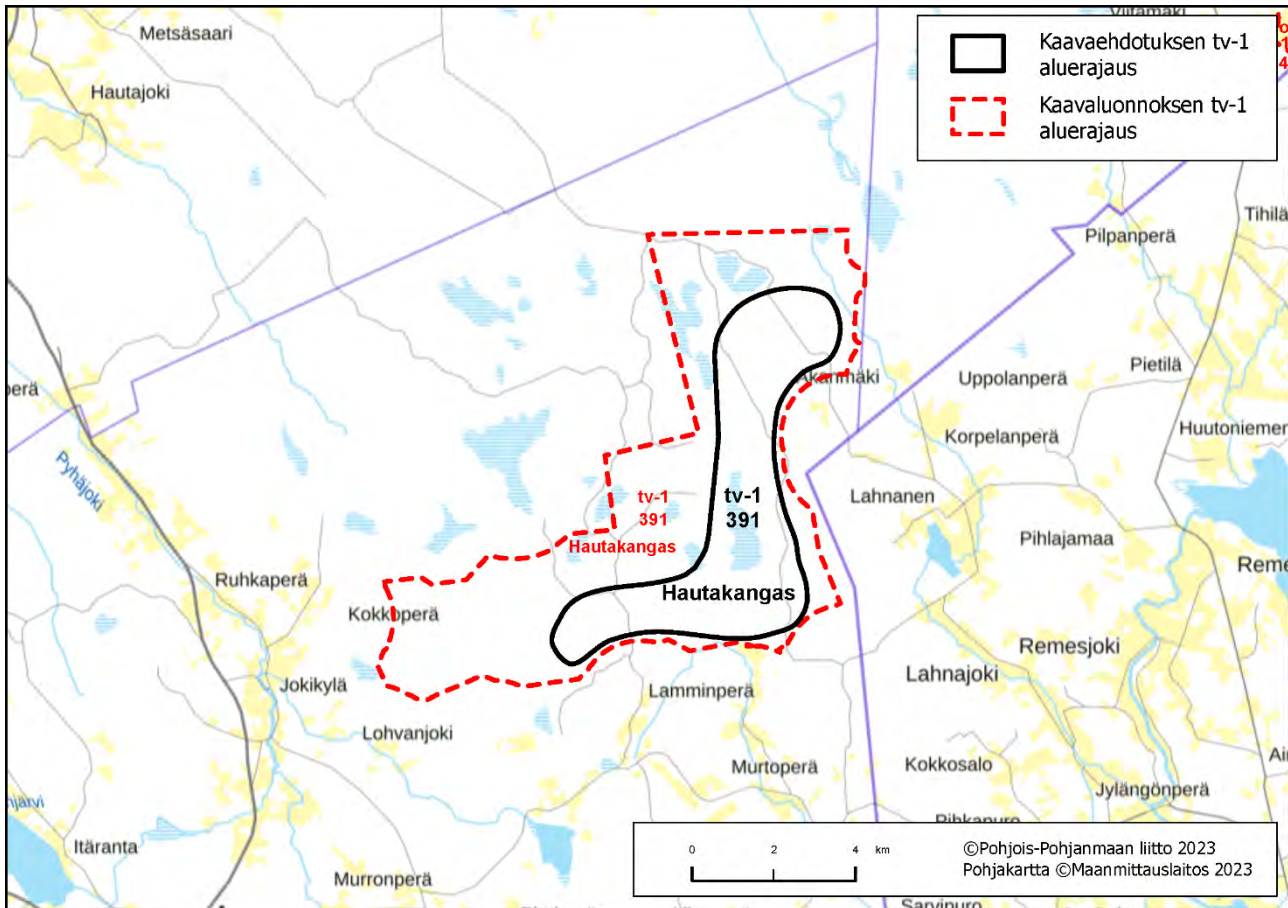 Metsäsaari
Hautajoki
Kaavaehdotuksen tv-1
aluerajaus
Kaavaluonnoksen tv-1
aluerajaus
Tihilä
Pilpanperä
Pietilä
Akanmäki
Uppolanperä
Huutoniemen
Korpelanperä
Pyhäjoki
Lahnanen
tv-1
391
Hautakangas
tv-1
391
Hautakangas
Pihlajamaa
Ruhkaperä
Kokkoperä
Remesjoki
Lahnajoki
Jokikylä
Lamminperä
Lohvanjoki
Murtoperä
Kokkosalo
Jylängönperä
Pihkapuro
Itäranta
Murronperä
0 2 4 km
©Pohjois-Pohjanmaan liitto 2023
Pohjakartta ©Maanmittauslaitos 2023
Sarvipuro